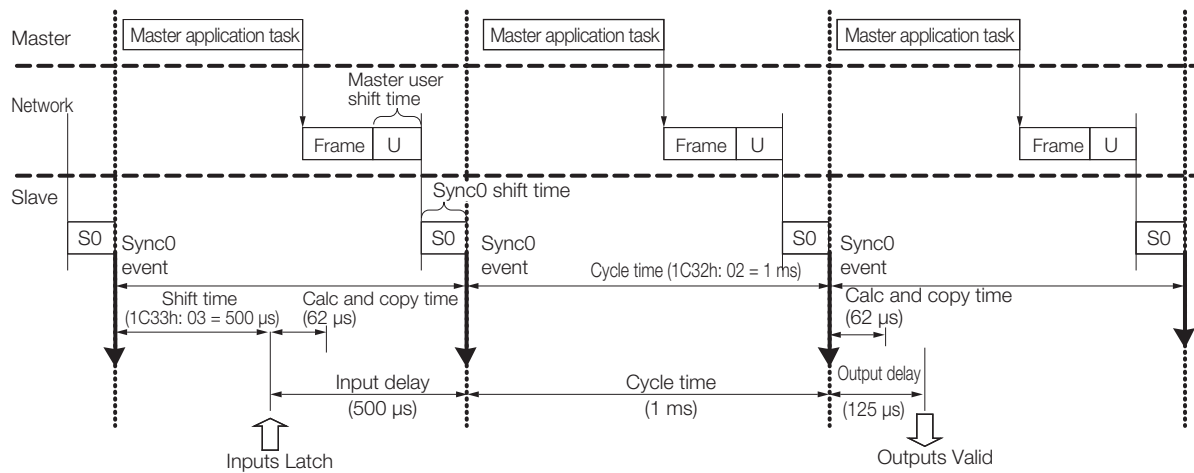 Master
Master application task
Master application task
Master application task
Network
Master user
shift time
Frame
U
Frame
U
Frame
U
Slave
Sync0 shift time
S0
S0
S0
S0
Sync0
event
Sync0
event
Sync0
event
Cycle time (1C32h: 02 = 1 ms)
Shift time
(1C33h: 03 = 500 µs)
Calc and copy time
(62 µs)
Calc and copy time
(62 µs)
Input delay
(500 µs)
Cycle time
(1 ms)
Output delay
(125 µs)
Inputs Latch
Outputs Valid